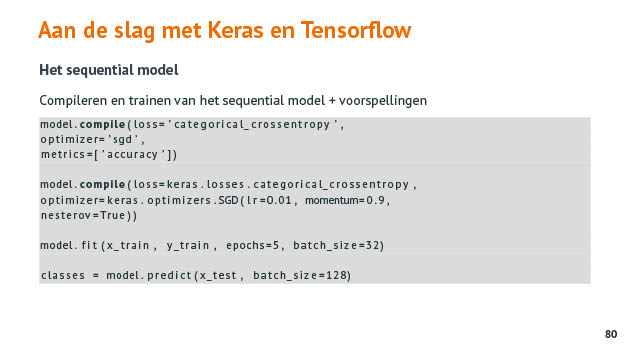 Aan de slag met Keras en Tensorflow
Het sequential model
Compileren en trainen van het sequential model + voorspellingen
model.compile(loss='categorical_crossentropy',
optimizer='sgd',
metrics=['accuracy'])
model.compile(loss=keras.losses.categorical_crossentropy,
optimizer=keras.optimizers.SGD(lr=0.01, momentum=0.9,
nesterov=True))
model.fit(x_train, y_train, epochs=5, batch_size=32)
classes = model.predict(x_test, batch_size=128)
80